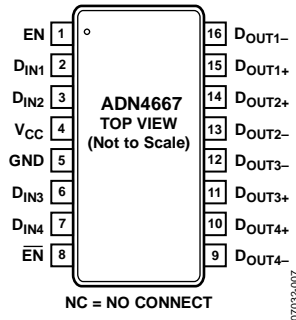 EN 1 16 DOUT1–
DIN1 2 15 DOUT1+
DIN2 3 14 DOUT2+
VCC 4 13 DOUT2–
GND 5 12 DOUT3–
DIN3 6 11 DOUT3+
DIN4 7 10 DOUT4+
E̅N̅ 8 9 DOUT4–
ADN4667
TOP VIEW
(Not to Scale)
NC = NO CONNECT
07032-007